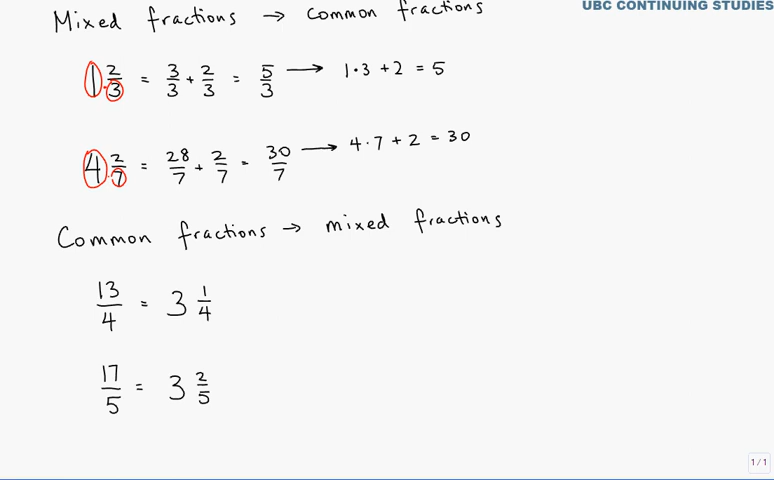 UBC CONTINUING STUDIES
Mixed fractions → Common fractions
1 2/3 = 3/3 + 2/3 = 5/3 → 1·3 + 2 = 5
4 2/7 = 28/7 + 2/7 = 30/7 → 4·7 + 2 = 30
Common fractions → mixed fractions
13/4 = 3 1/4
17/5 = 3 2/5
1/1